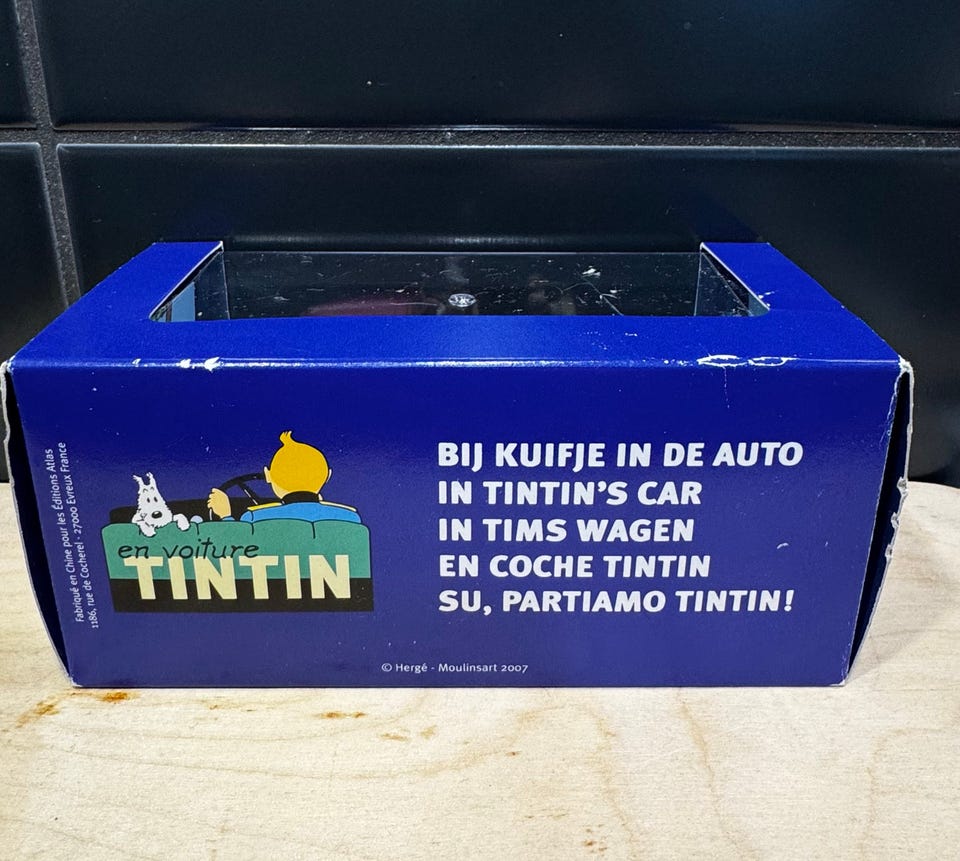 Fabriqué en Chine pour les Éditions Atlas
1186, rue de Cocherel - 27000 Evreux France
en voiture
TINTIN
BIJ KUIFJE IN DE AUTO
IN TINTIN'S CAR
IN TIMS WAGEN
EN COCHE TINTIN
SU, PARTIAMO TINTIN!
© Hergé - Moulinsart 2007